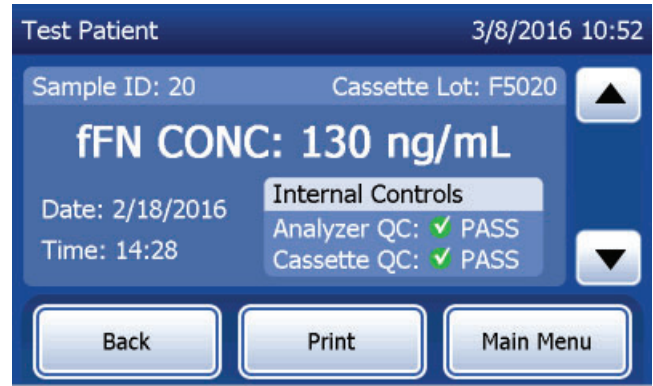 Test Patient 3/8/2016 10:52
Sample ID: 20 Cassette Lot: F5020
fFN CONC: 130 ng/mL
Date: 2/18/2016
Time: 14:28
Internal Controls
Analyzer QC: PASS
Cassette QC: PASS
Back Print Main Menu